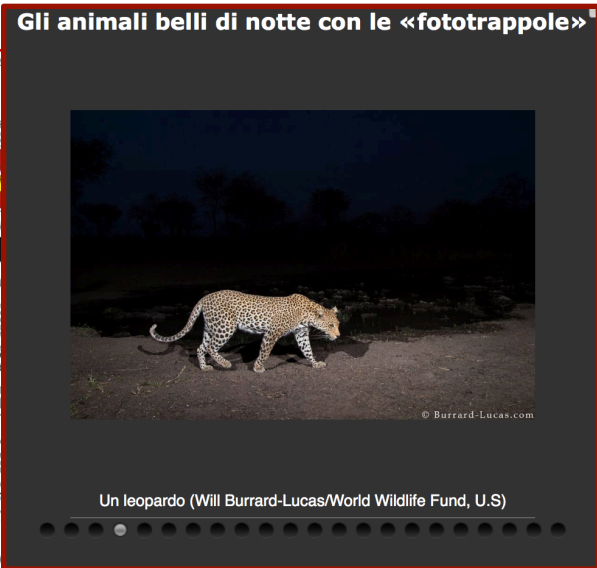 Gli animali belli di notte con le «fototrappole»
© Burrard-Lucas.com
Un leopardo (Will Burrard-Lucas/World Wildlife Fund, U.S)